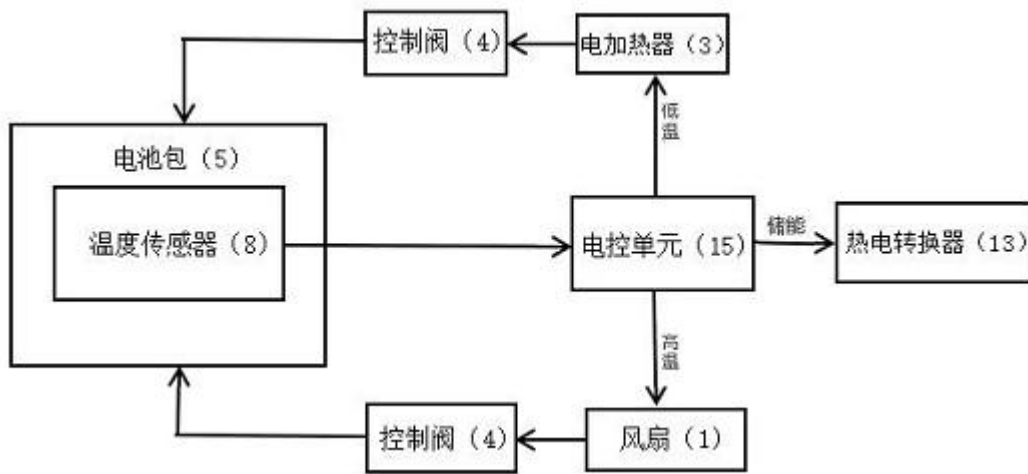 控制阀（4）
电加热器（3）
低温
电池包（5）
温度传感器（8）
电控单元（15）
储能
热电转换器（13）
高温
控制阀（4）
风扇（1）